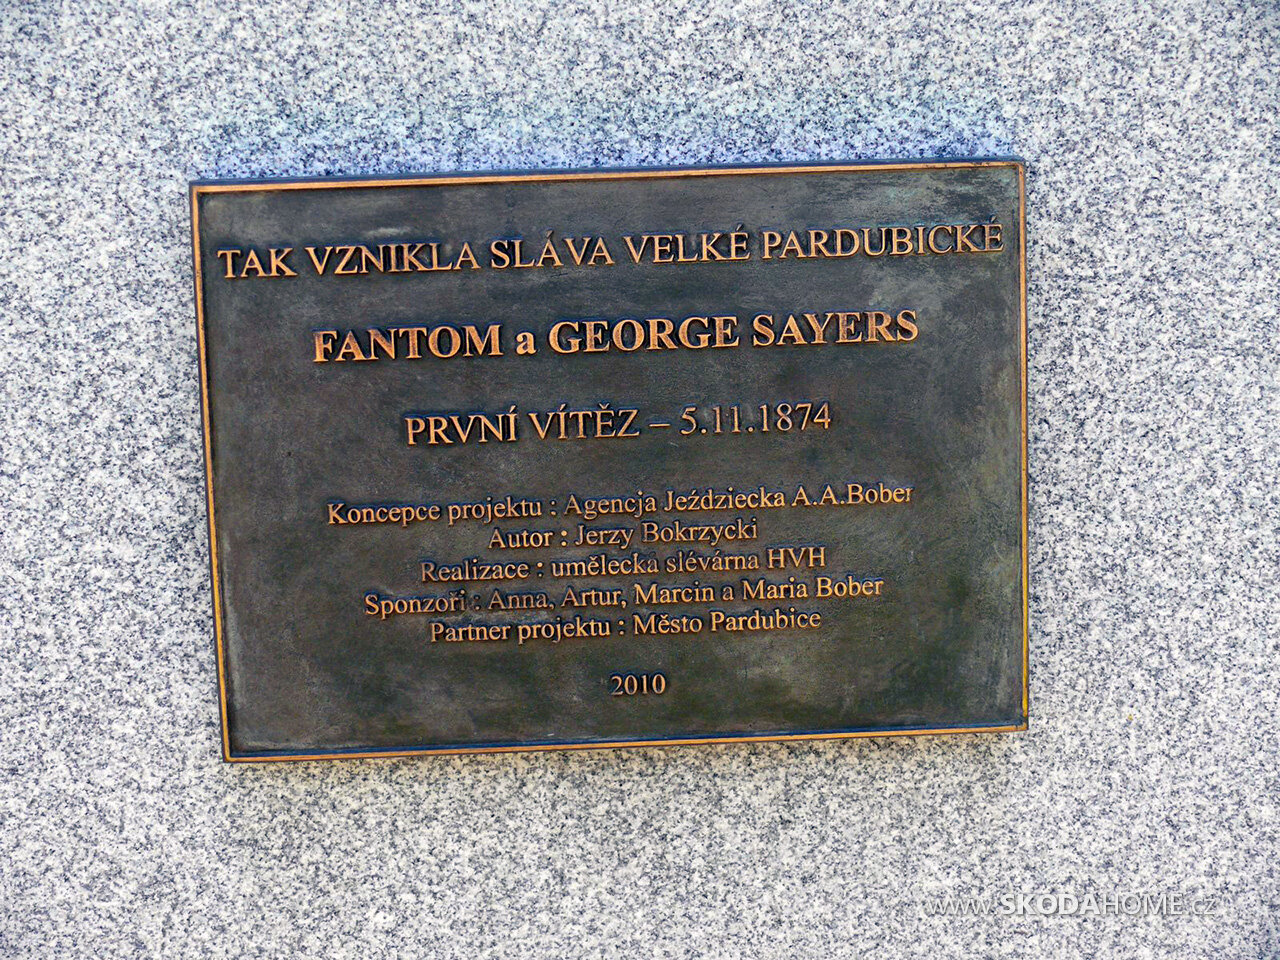 TAK VZNIKLA SLÁVA VELKÉ PARDUBICKÉ
FANTOM a GEORGE SAYERS
PRVNÍ VÍTĚZ – 5.11.1874
Koncepce projektu : Agencja Jeździecka A.A.Bober
Autor : Jerzy Bokrzycki
Realizace : umělecká slévárna HVH
Sponzoři : Anna, Artur, Marcin a Maria Bober
Partner projektu : Město Pardubice
2010
www.SKODAHOME.cz